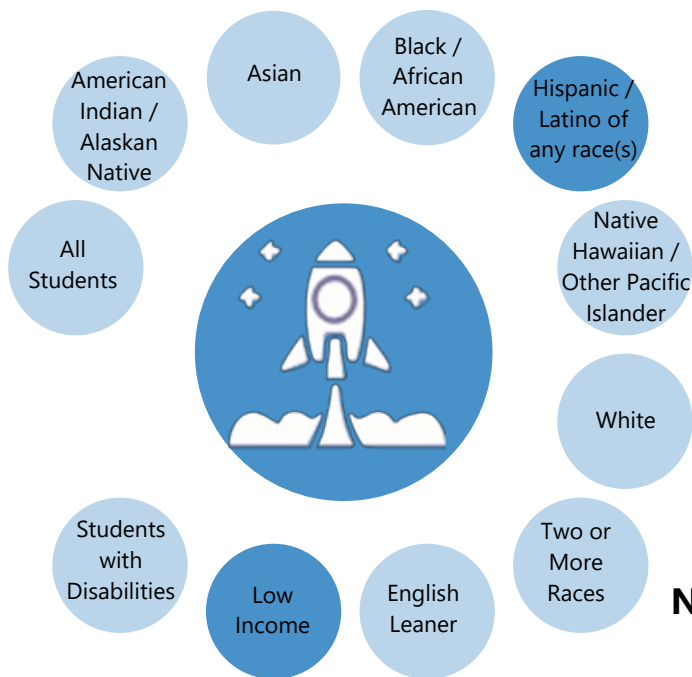 American
Indian /
Alaskan
Native
Asian
Black /
African
American
Hispanic /
Latino of
any race(s)
All
Students
Native
Hawaiian /
Other Pacific
Islander
White
Students
with
Disabilities
Low
Income
English
Leaner
Two or
More
Races
N